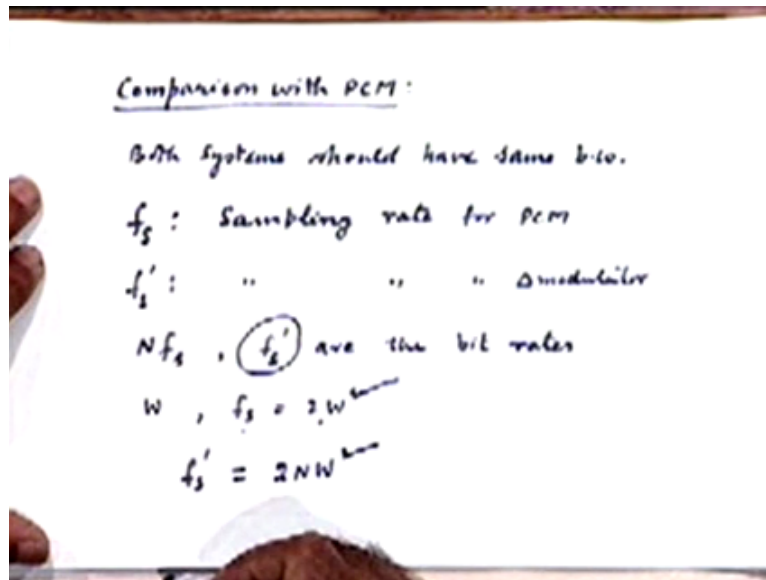 Comparison with PCM:
Both systems should have same b.w.
fs : Sampling rate for PCM
fs' : " " " Δmodulator
Nfs , fs' are the bit rates
W , fs = 2W
fs' = 2NW